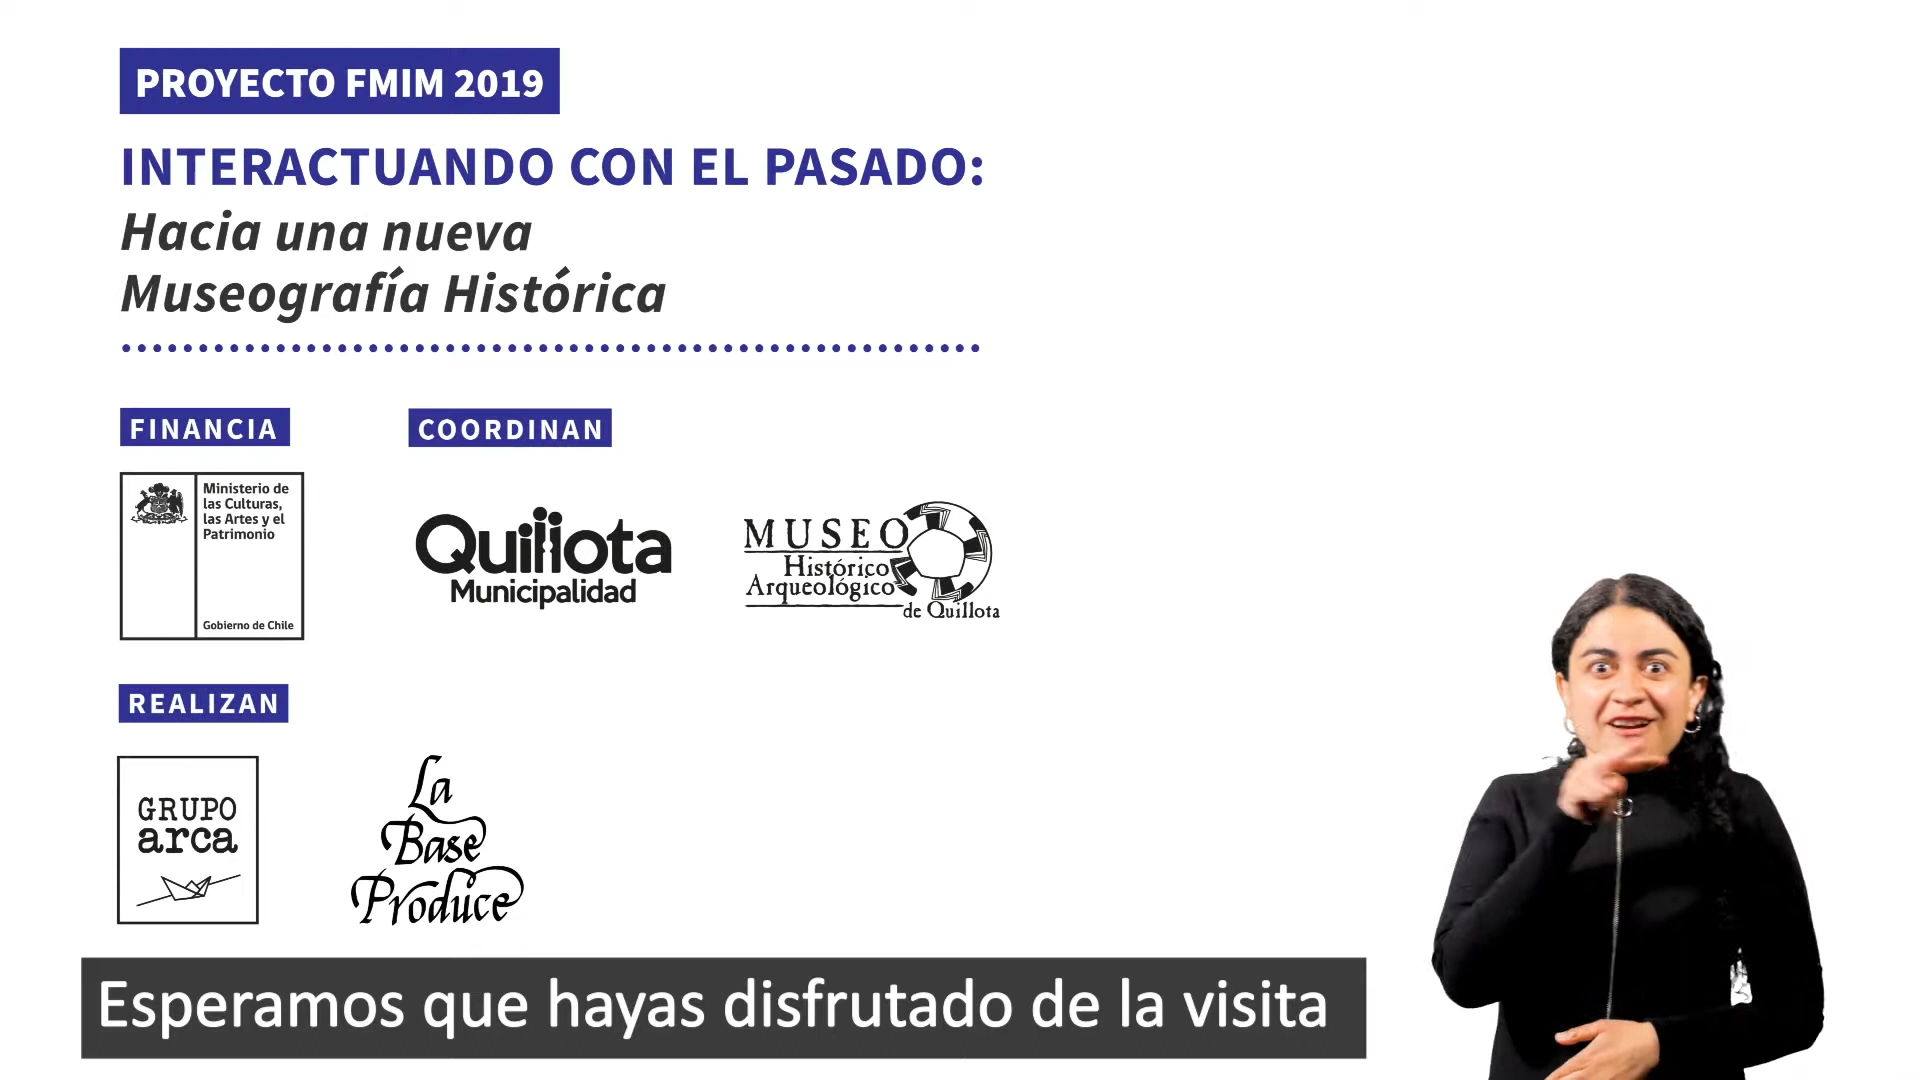 PROYECTO FMIM 2019
INTERACTUANDO CON EL PASADO:
Hacia una nueva
Museografía Histórica
FINANCIA
COORDINAN
Ministerio de
las Culturas,
las Artes y el
Patrimonio
Gobierno de Chile
Quillota
Municipalidad
MUSEO
Histórico
Arqueológico
de Quillota
REALIZAN
GRUPO
arca
La
Base
Produce
Esperamos que hayas disfrutado de la visita